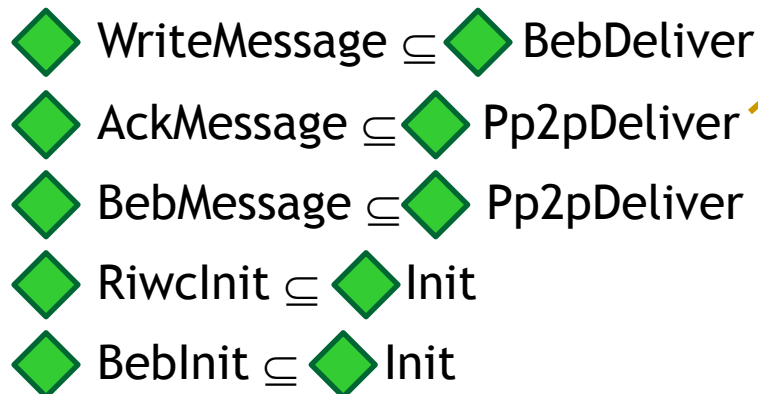 WriteMessage ⊆ BebDeliver
AckMessage ⊆ Pp2pDeliver
BebMessage ⊆ Pp2pDeliver
RiwcInit ⊆ Init
BebInit ⊆ Init